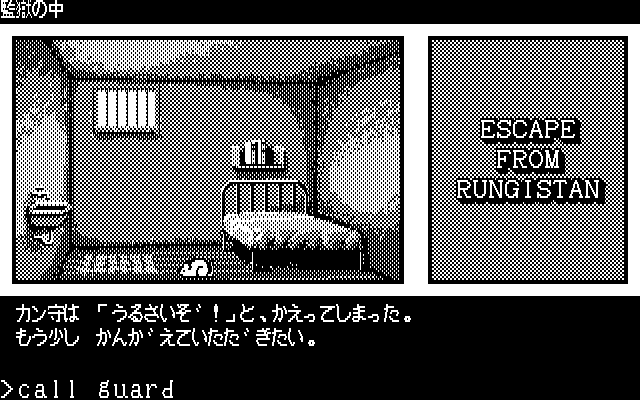 監獄の中
ESCAPE
FROM
RUNGISTAN
カン守は 「うるさいぞ!」と、かえってしまった。
もう少し かんがえていただきたい。
>call guard